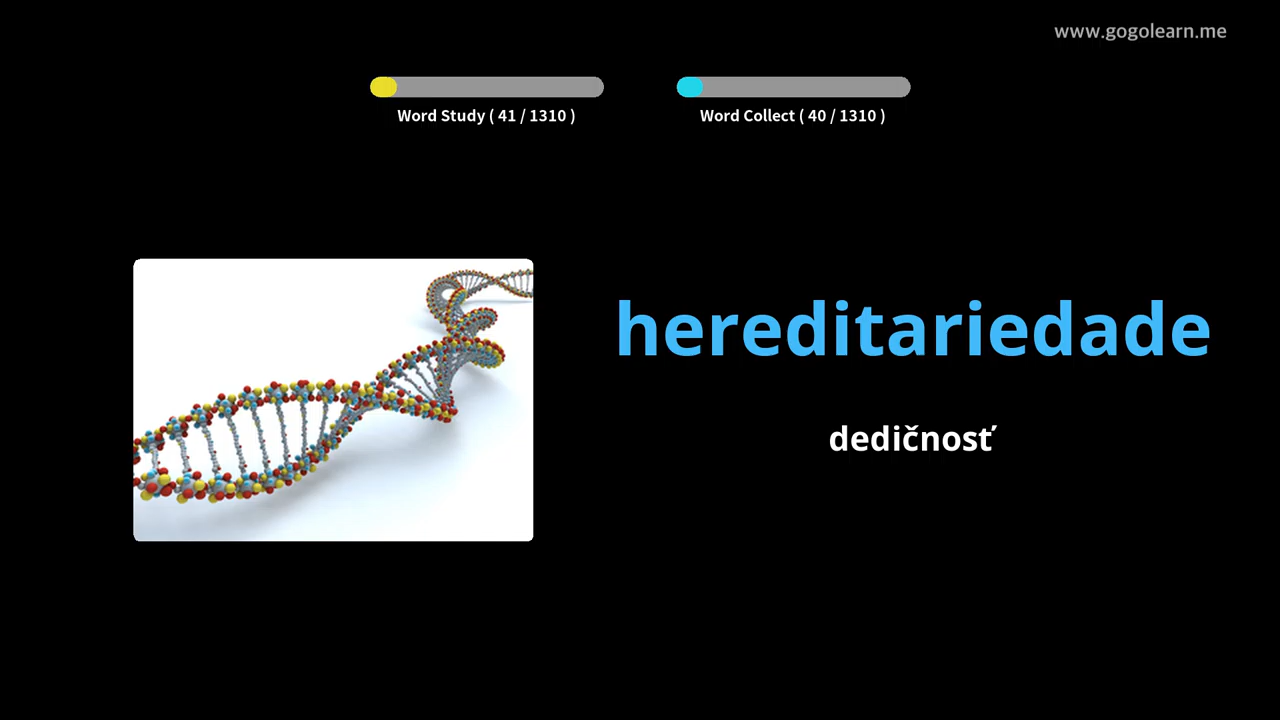 www.gogolearn.me
Word Study ( 41 / 1310 )
Word Collect ( 40 / 1310 )
hereditariedade
dedičnosť